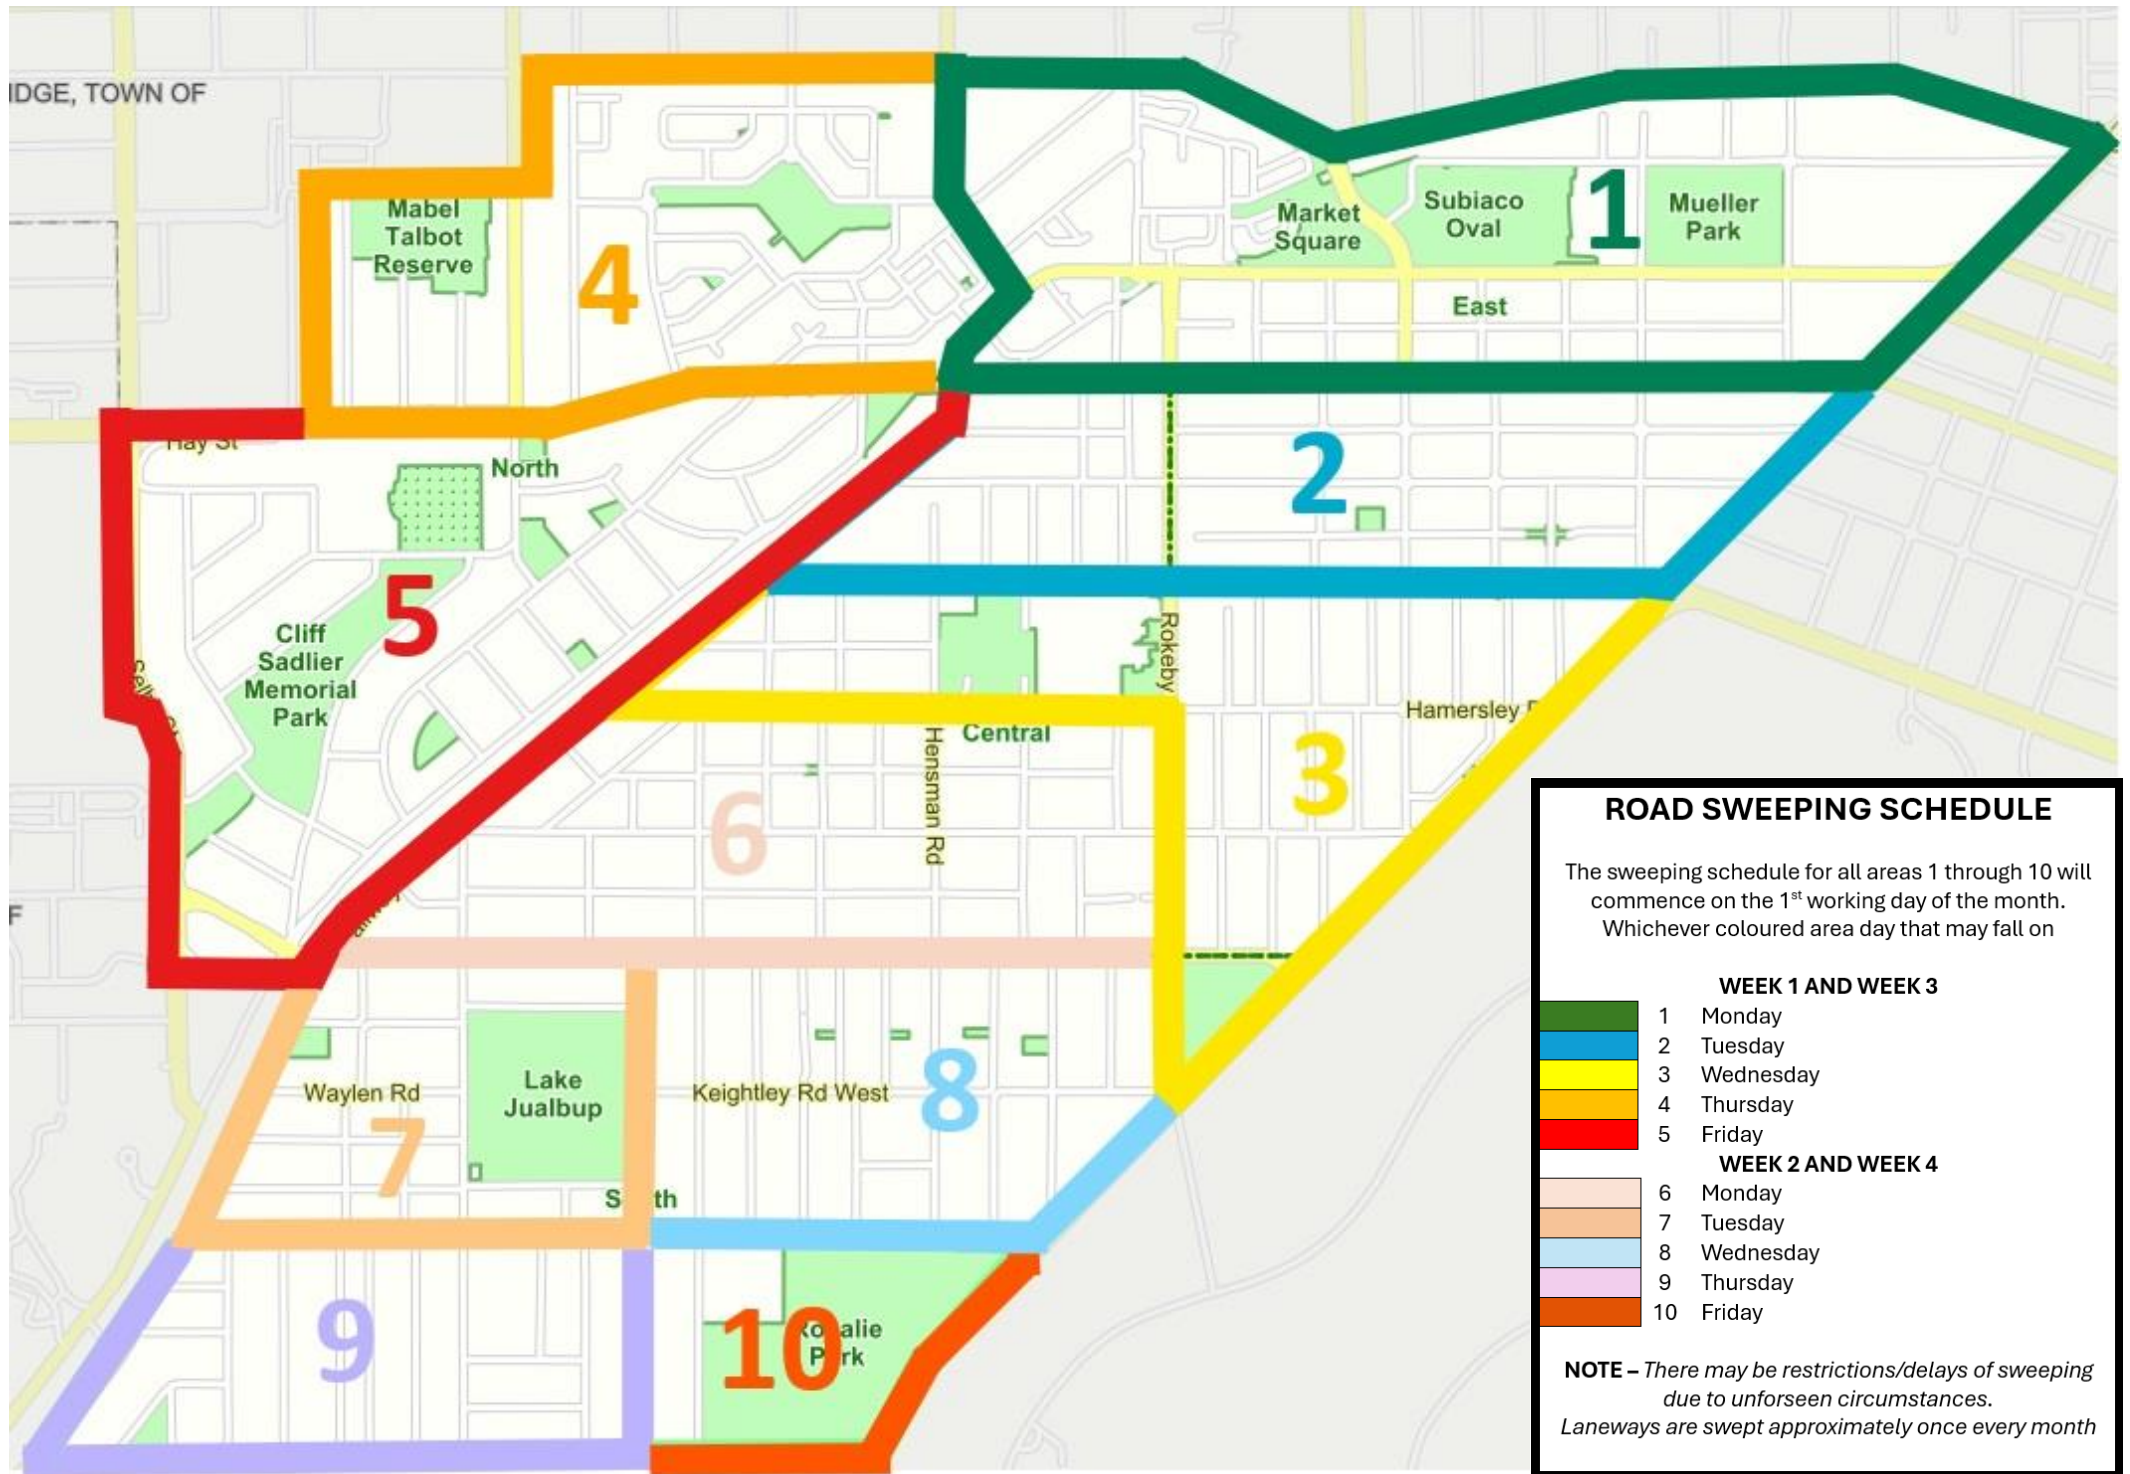 IDGE, TOWN OF
Mabel
Talbot
Reserve
4
Market
Square
Subiaco
Oval
1
Mueller
Park
East
Hay St
North
2
5
Cliff
Sadlier
Memorial
Park
Rokeby
Hamersley
Central
Hensman Rd
3
6
F
Waylen Rd
Lake
Jualbup
Keightley Rd West
8
7
S th
9
10
Park
ROAD SWEEPING SCHEDULE
The sweeping schedule for all areas 1 through 10 will
commence on the 1st working day of the month.
Whichever coloured area day that may fall on
WEEK 1 AND WEEK 3
1 Monday
2 Tuesday
3 Wednesday
4 Thursday
5 Friday
WEEK 2 AND WEEK 4
6 Monday
7 Tuesday
8 Wednesday
9 Thursday
10 Friday
NOTE – There may be restrictions/delays of sweeping
due to unforseen circumstances.
Laneways are swept approximately once every month